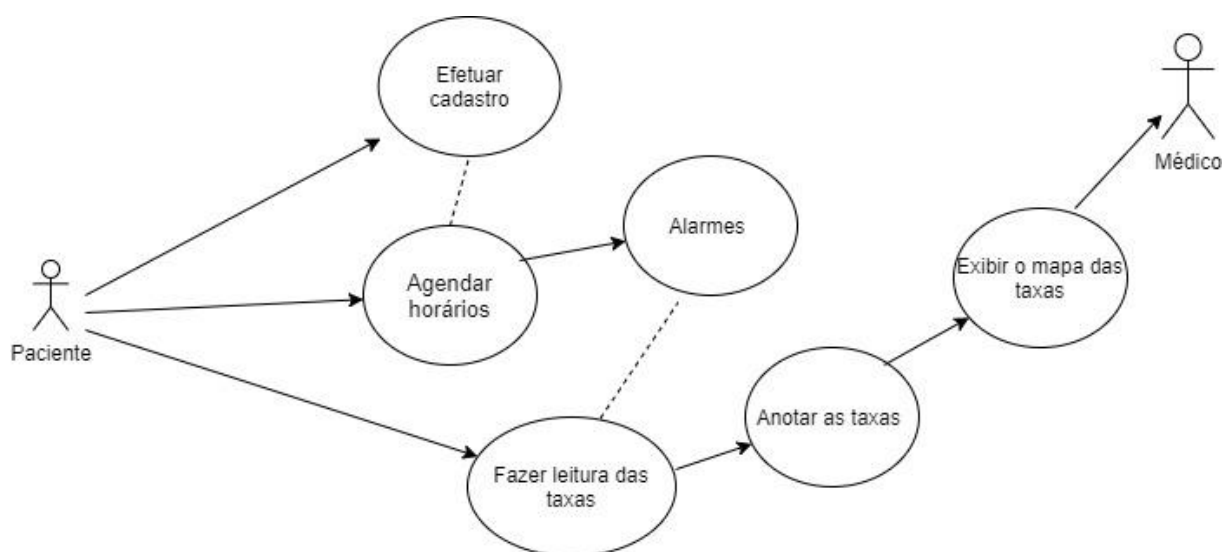 Efetuar
cadastro
Médico
Alarmes
Agendar
horários
Exibir o mapa das
taxas
Paciente
Anotar as taxas
Fazer leitura das
taxas